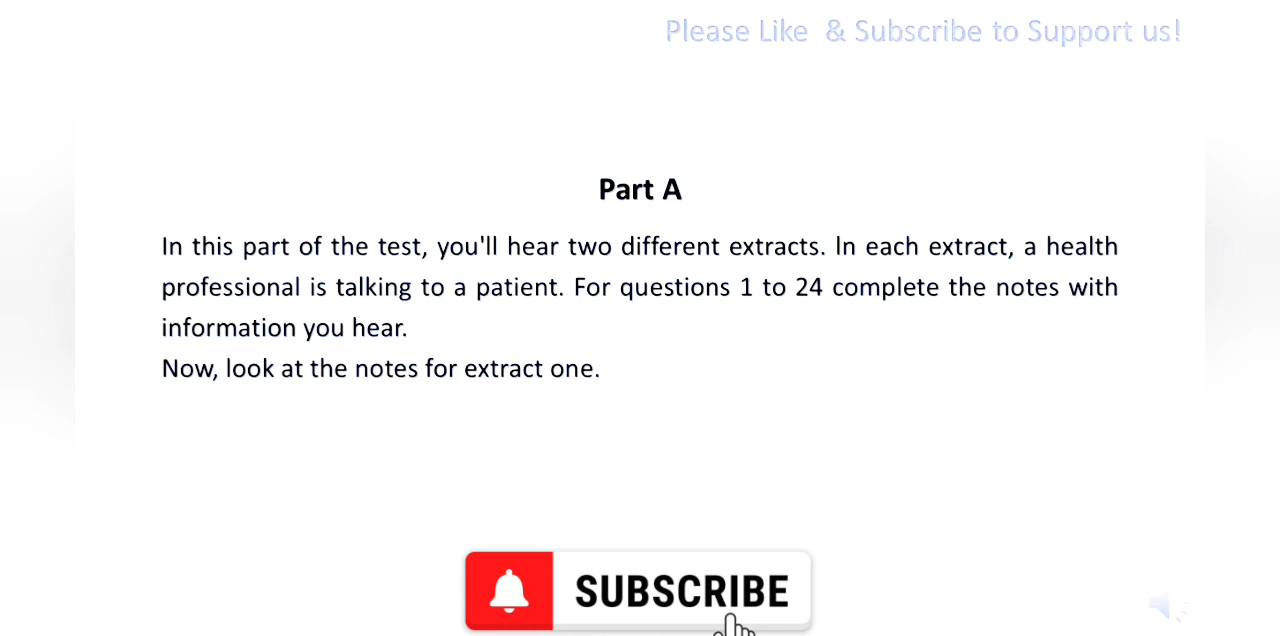 Please Like & Subscribe to Support us!
Part A
In this part of the test, you'll hear two different extracts. In each extract, a health
professional is talking to a patient. For questions 1 to 24 complete the notes with
information you hear.
Now, look at the notes for extract one.
SUBSCRIBE